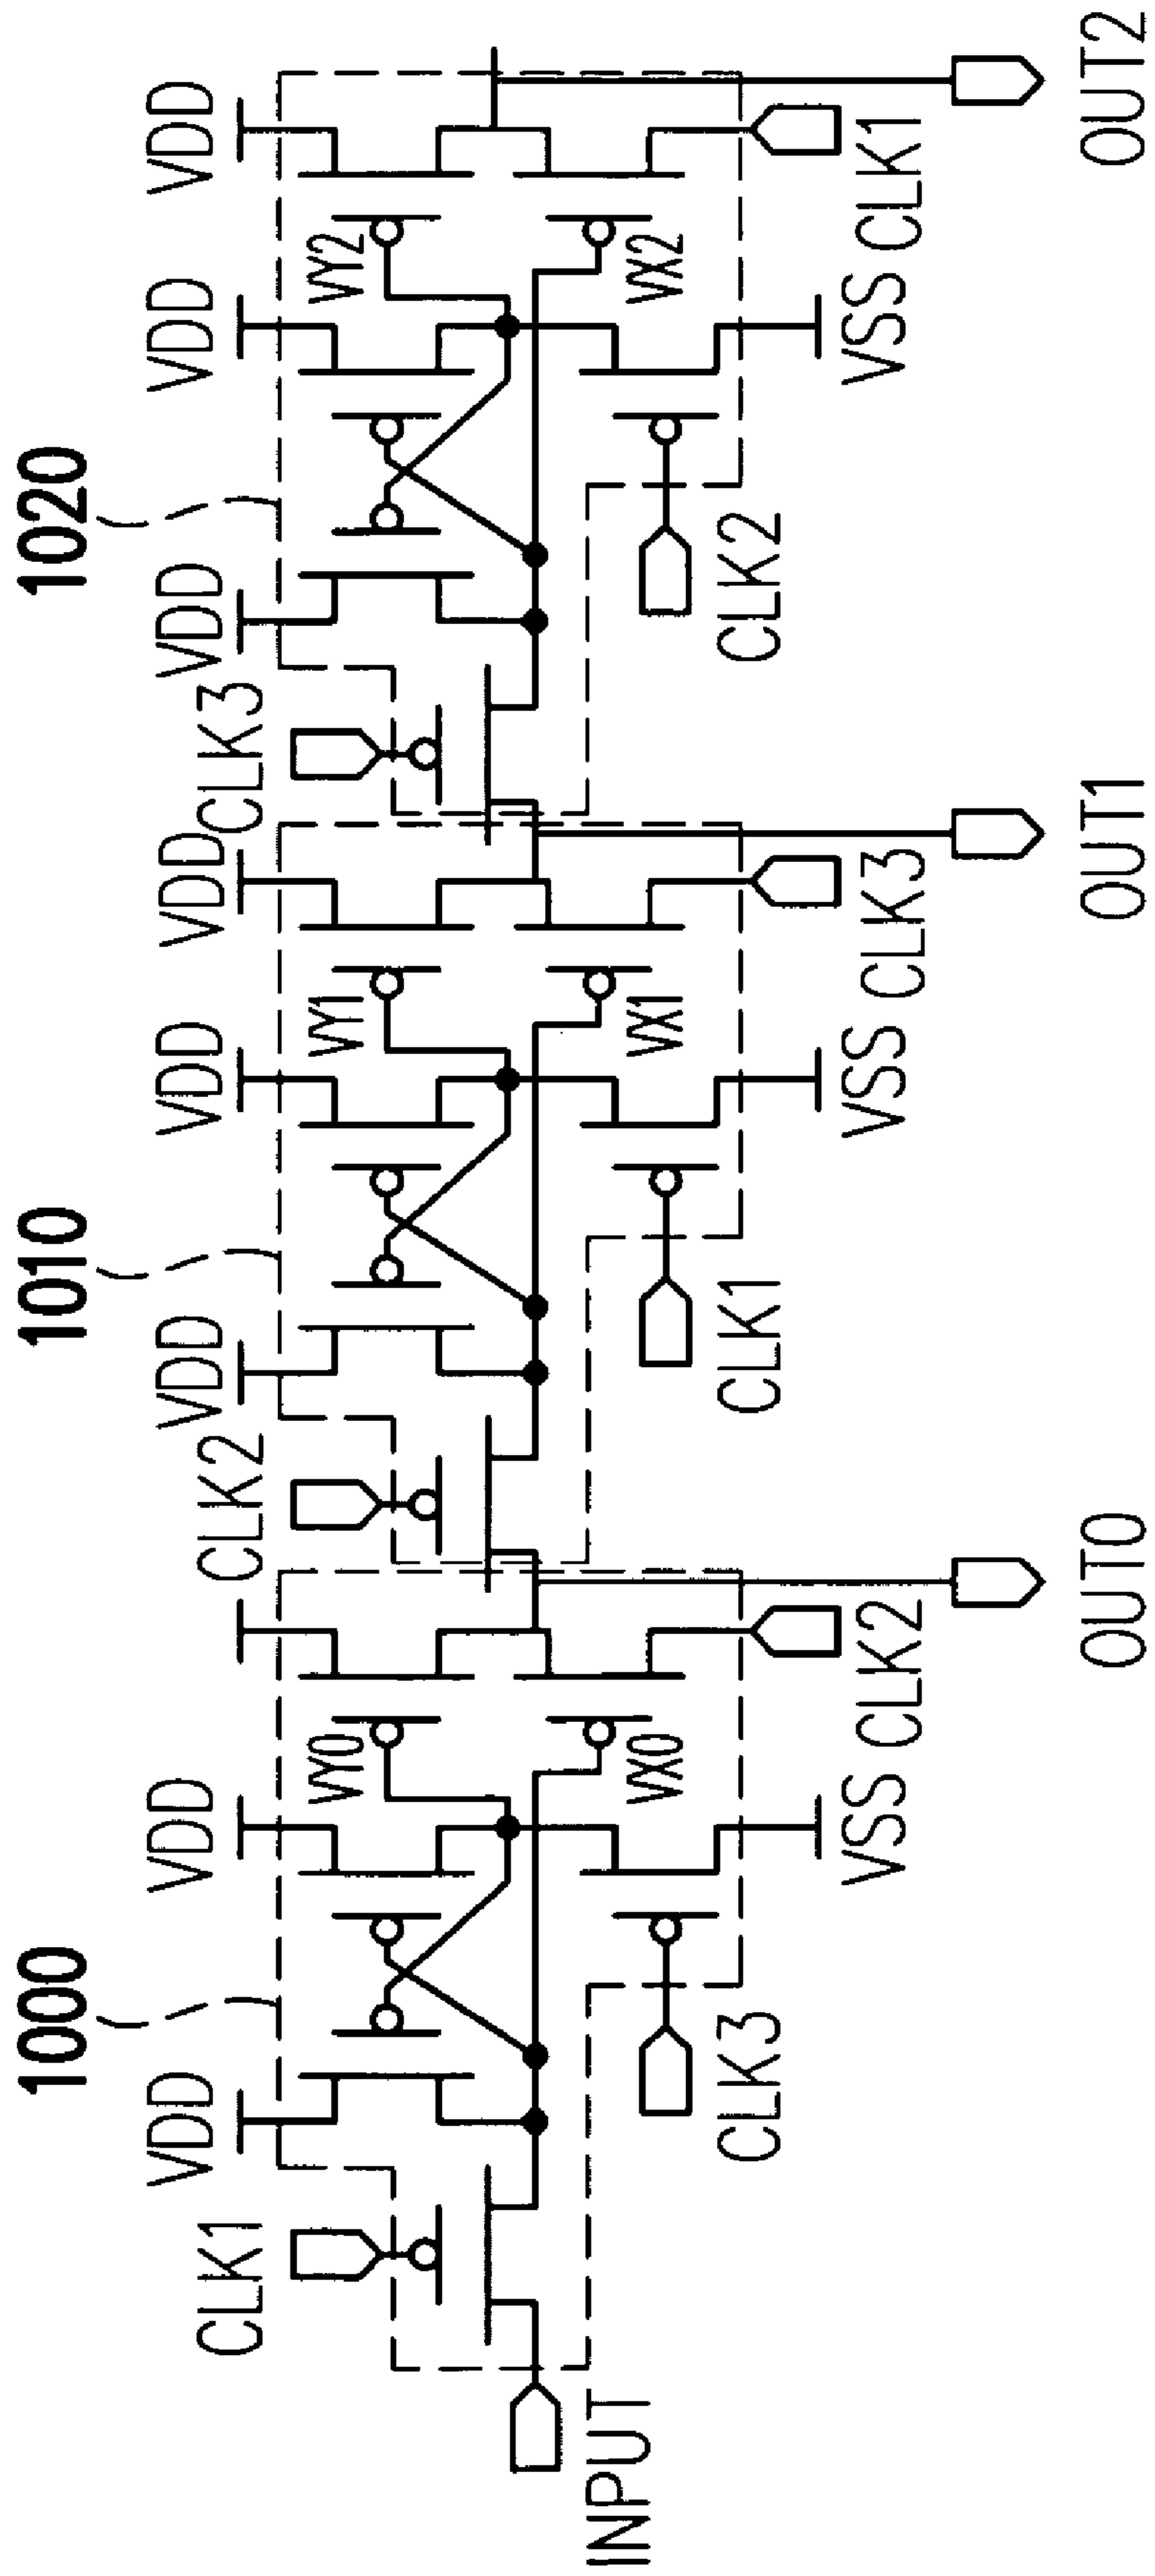 1000
1010
1020
VDD
VDD
VDD
VDD
VDD
VDD
VDD
VDD
CLK1
CLK2
CLK3
VY0
VY1
VY2
VX0
VX1
VX2
INPUT
CLK3
CLK1
CLK2
VSS
CLK2
VSS
CLK3
VSS
CLK1
OUT0
OUT1
OUT2